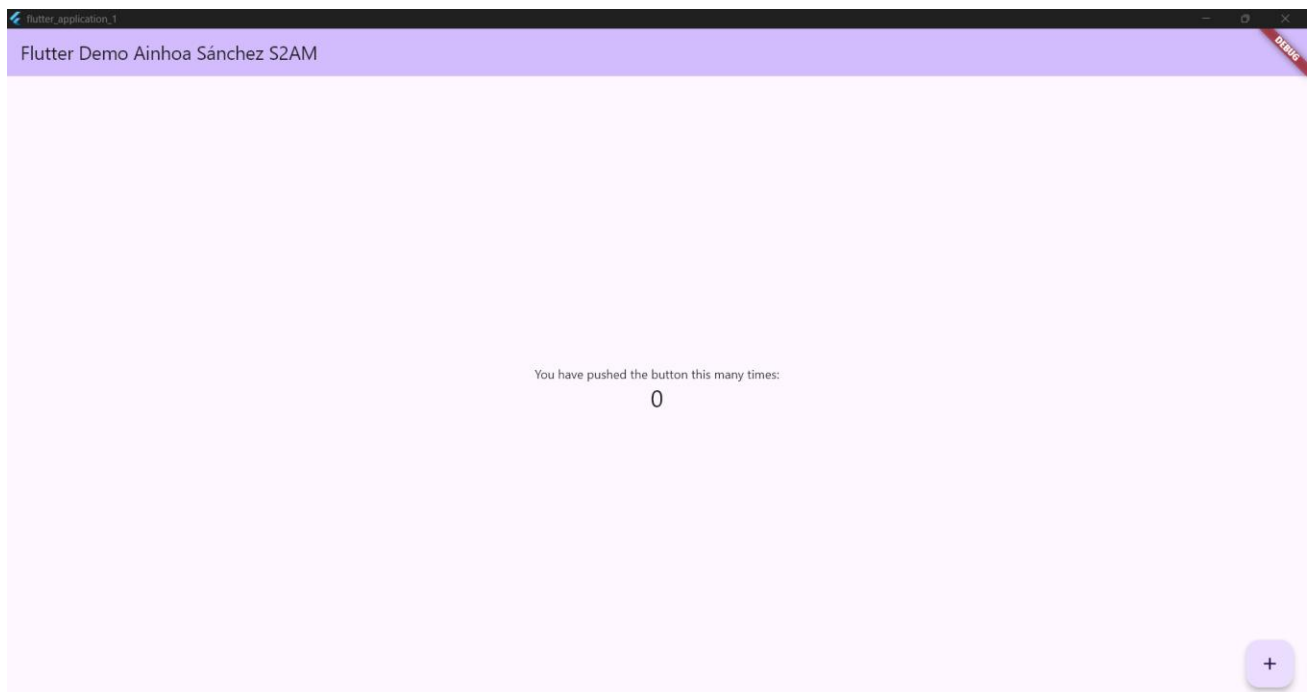 flutter_application_1
Flutter Demo Ainhoa Sánchez S2AM
DEBUG
You have pushed the button this many times:
0
+